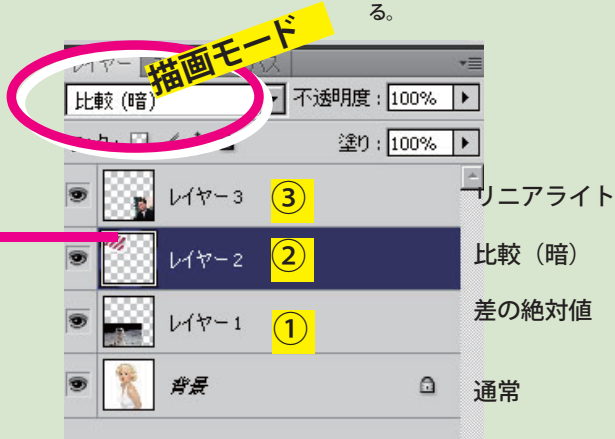 る。
描画モード
レイヤー
パス
比較 (暗)
不透明度 : 100%
塗り : 100%
レイヤー 3 ③ リニアライト
レイヤー 2 ② 比較（暗）
レイヤー 1 ① 差の絶対値
背景 通常